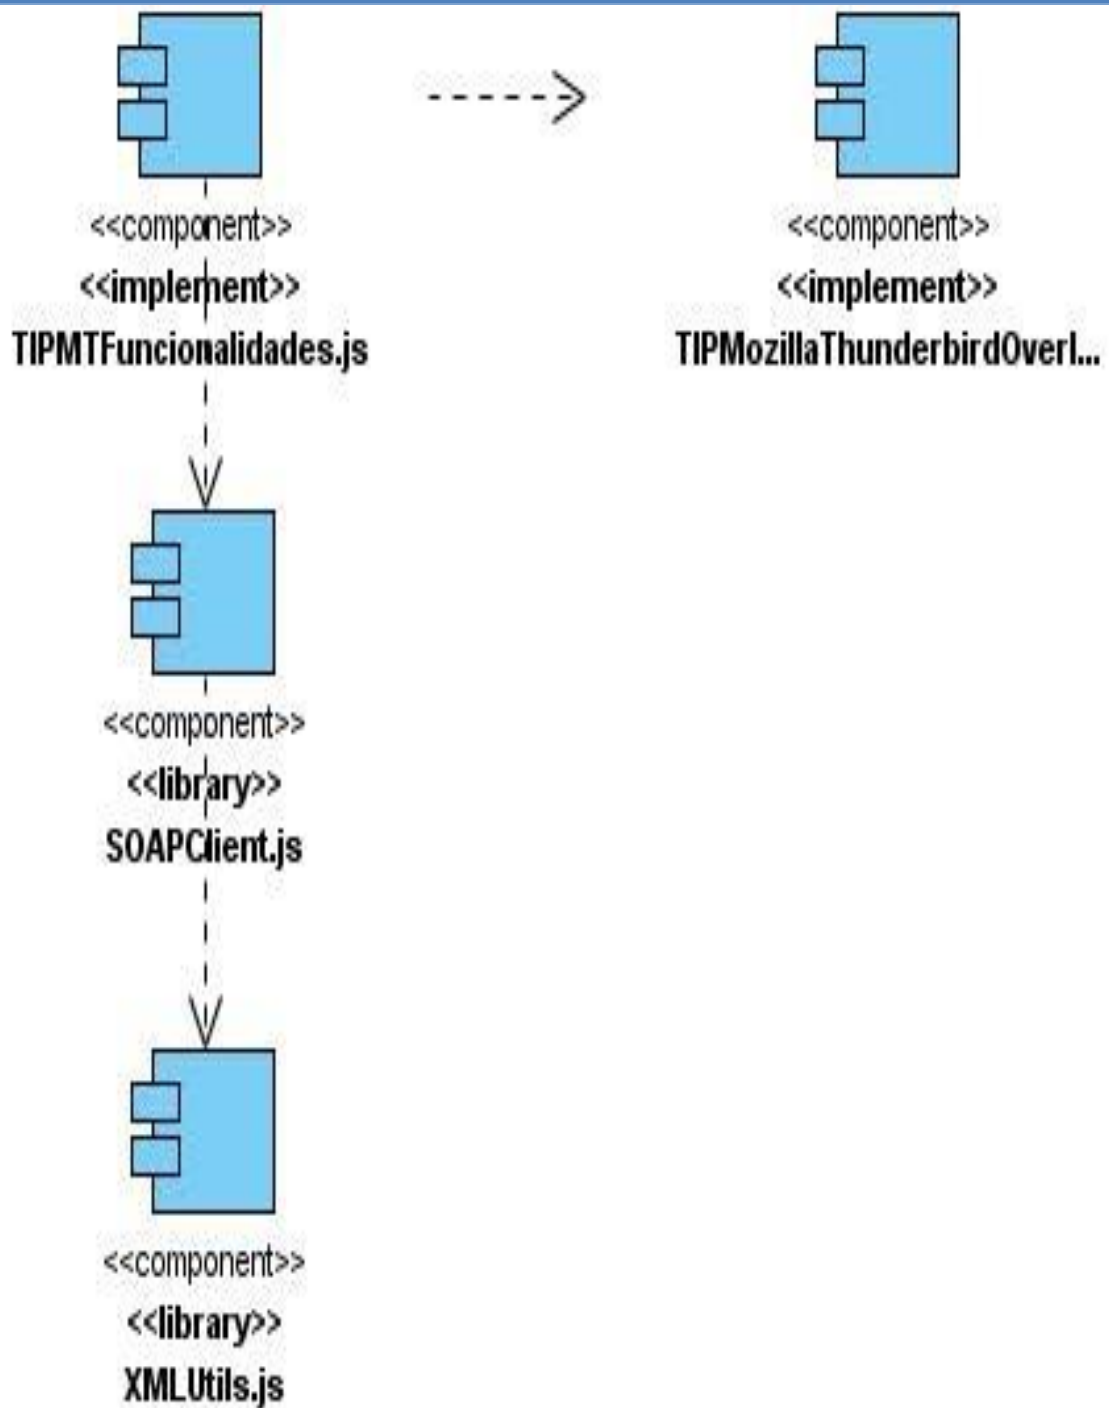 <<component>>
<<implement>>
TIPMTFuncionalidades.js
<<component>>
<<implement>>
TIPMozillaThunderbirdOverl...
<<component>>
<<library>>
SOAPClient.js
<<component>>
<<library>>
XMLUtils.js